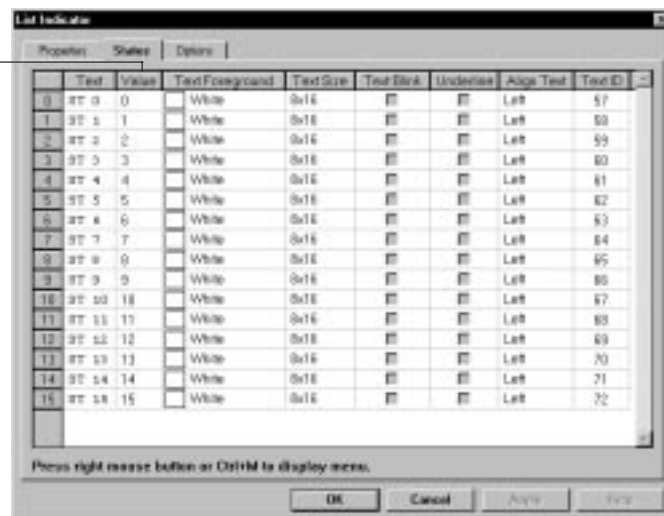 List Indicator
Properties States Options
Text Value Text Foreground Text Size Text Blink Underline Align Text Text ID
0 ST 0 0 White 8x16 Left 57
1 ST 1 1 White 8x16 Left 58
2 ST 2 2 White 8x16 Left 59
3 ST 3 3 White 8x16 Left 60
4 ST 4 4 White 8x16 Left 61
5 ST 5 5 White 8x16 Left 62
6 ST 6 6 White 8x16 Left 63
7 ST 7 7 White 8x16 Left 64
8 ST 8 8 White 8x16 Left 65
9 ST 9 9 White 8x16 Left 66
10 ST 10 10 White 8x16 Left 67
11 ST 11 11 White 8x16 Left 68
12 ST 12 12 White 8x16 Left 69
13 ST 13 13 White 8x16 Left 70
14 ST 14 14 White 8x16 Left 71
15 ST 15 15 White 8x16 Left 72
Press right mouse button or Ctrl+M to display menu.
OK Cancel Apply